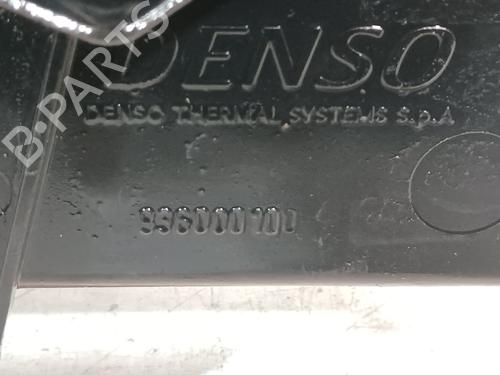 B-PARTS
DENSO
DENSO THERMAL SYSTEMS S.p.A